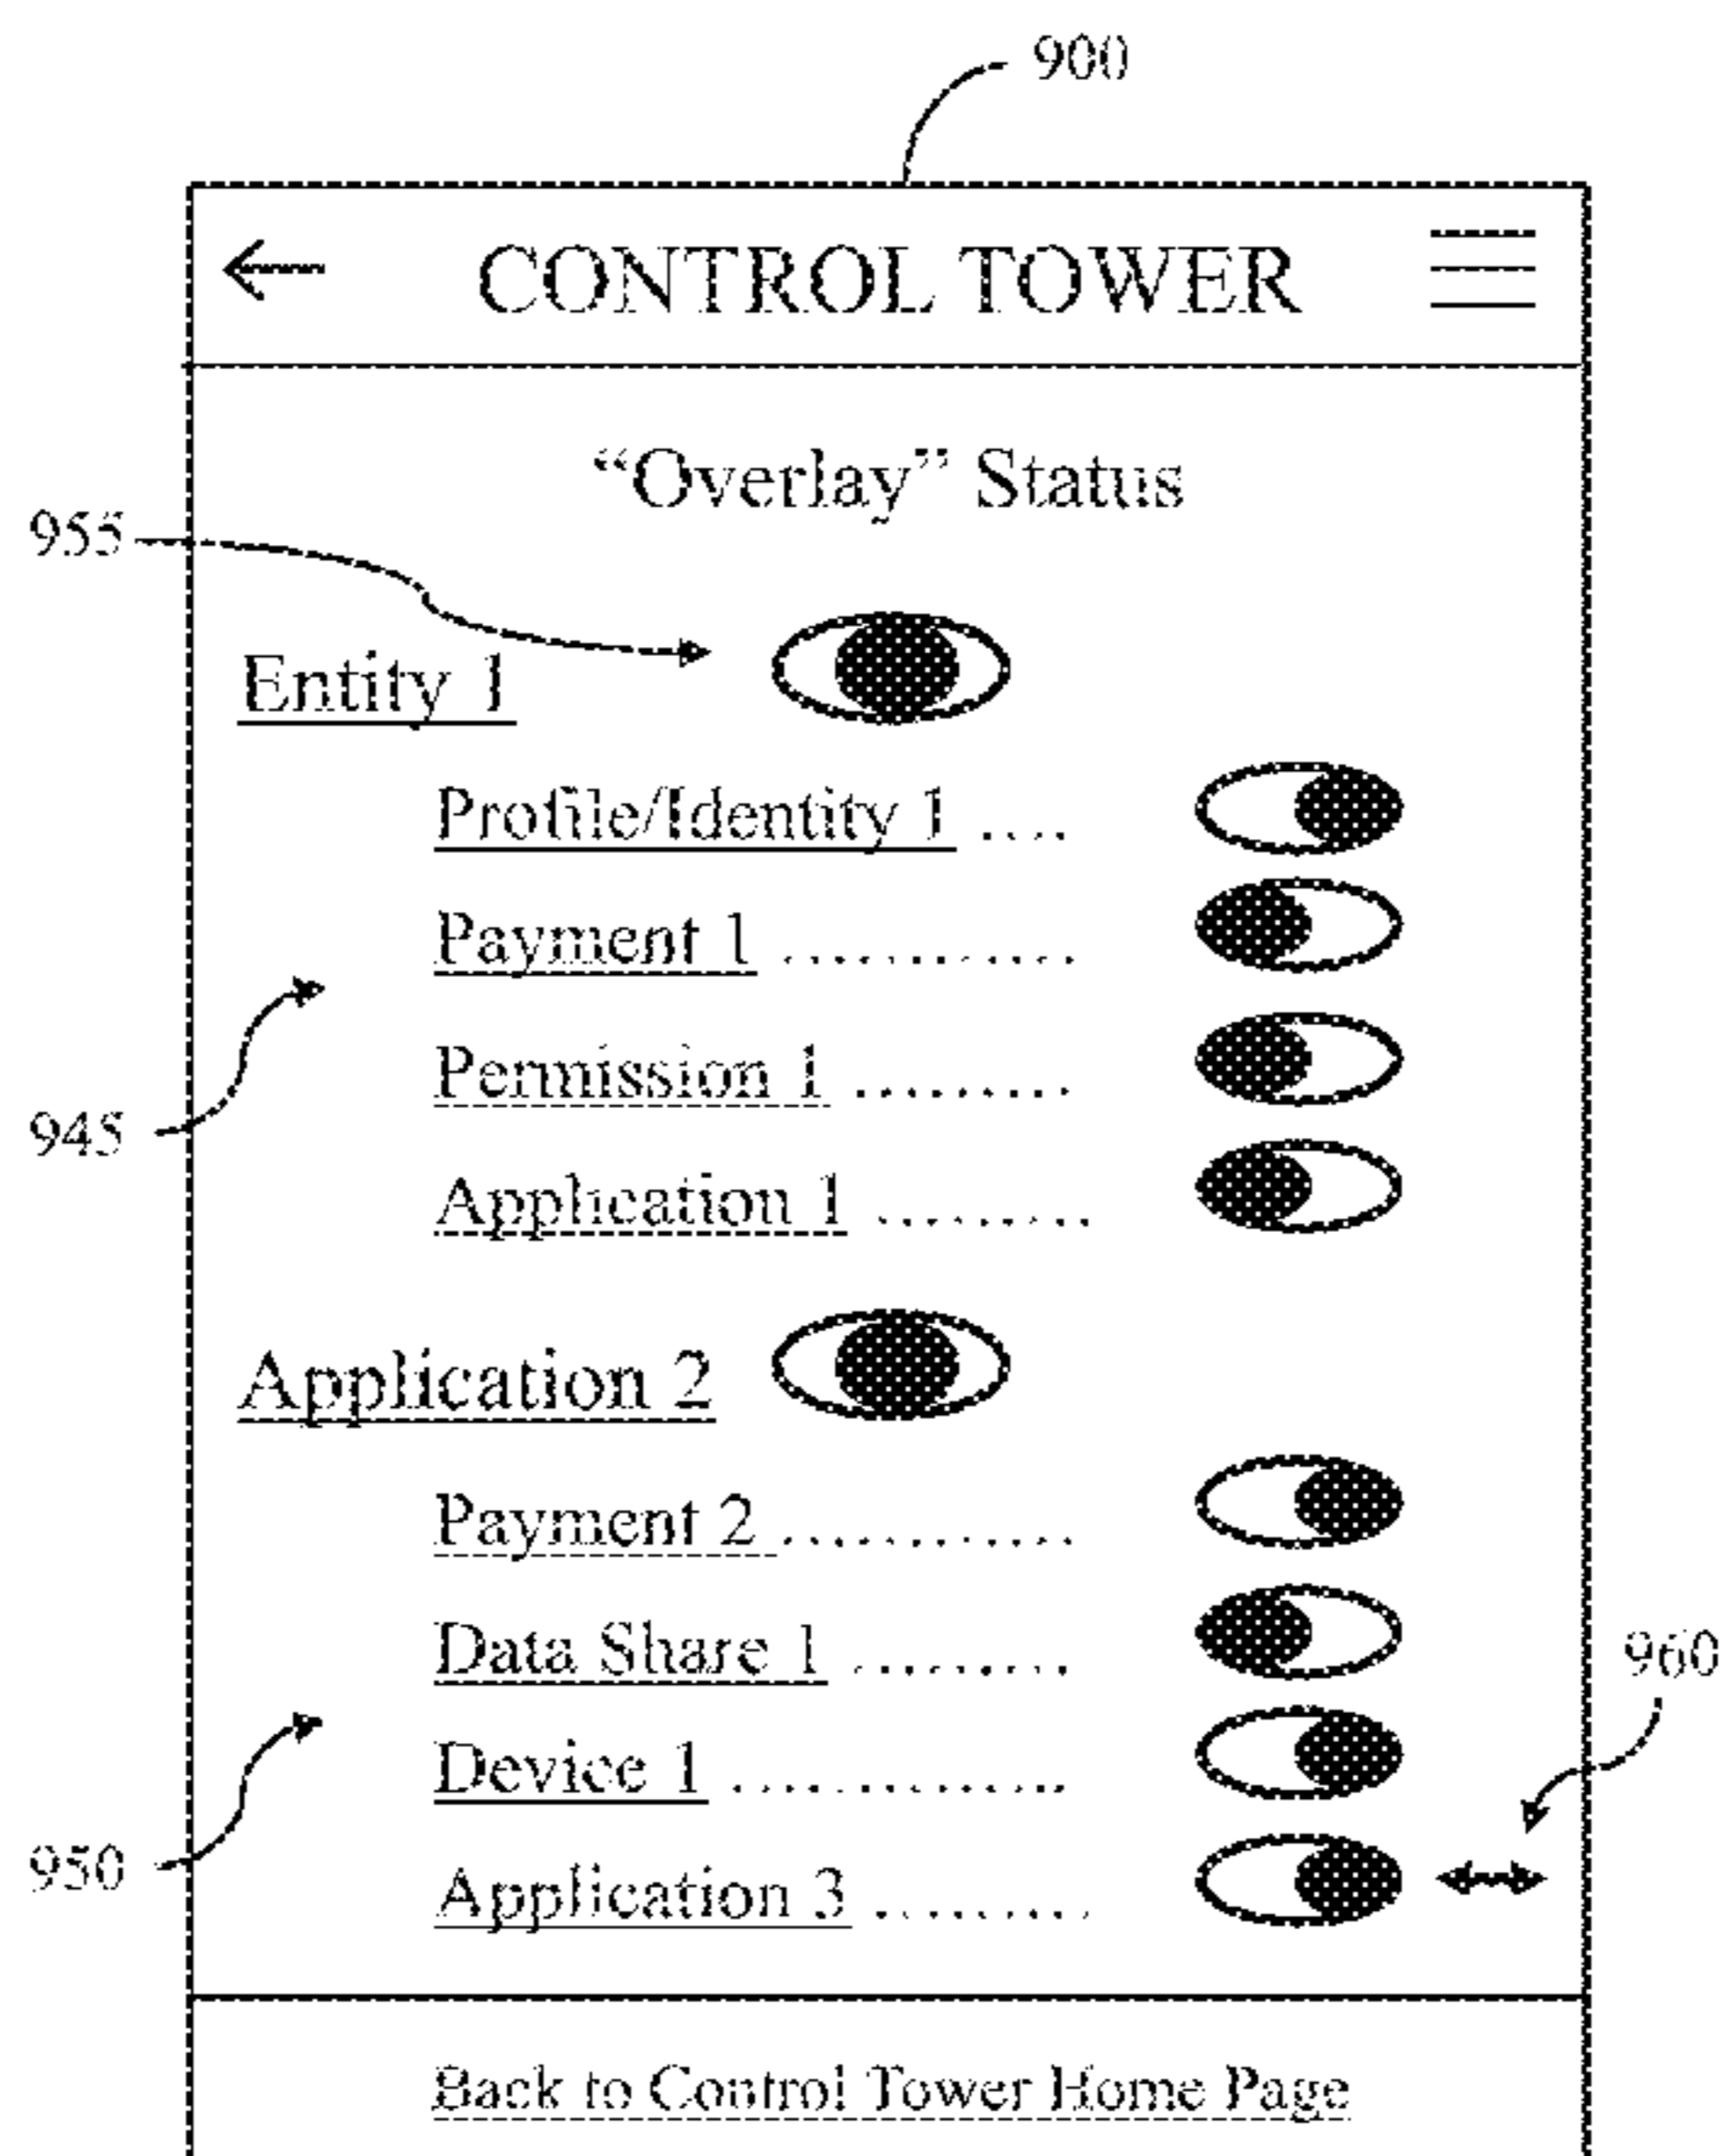 900
CONTROL TOWER
“Overlay” Status
955
Entity 1
Profile/Identity 1 ....
Payment 1 ............
Permission 1 .........
945
Application 1 .........
Application 2
Payment 2 ............
Data Share 1 .........
960
Device 1 ..............
950
Application 3 .........
Back to Control Tower Home Page